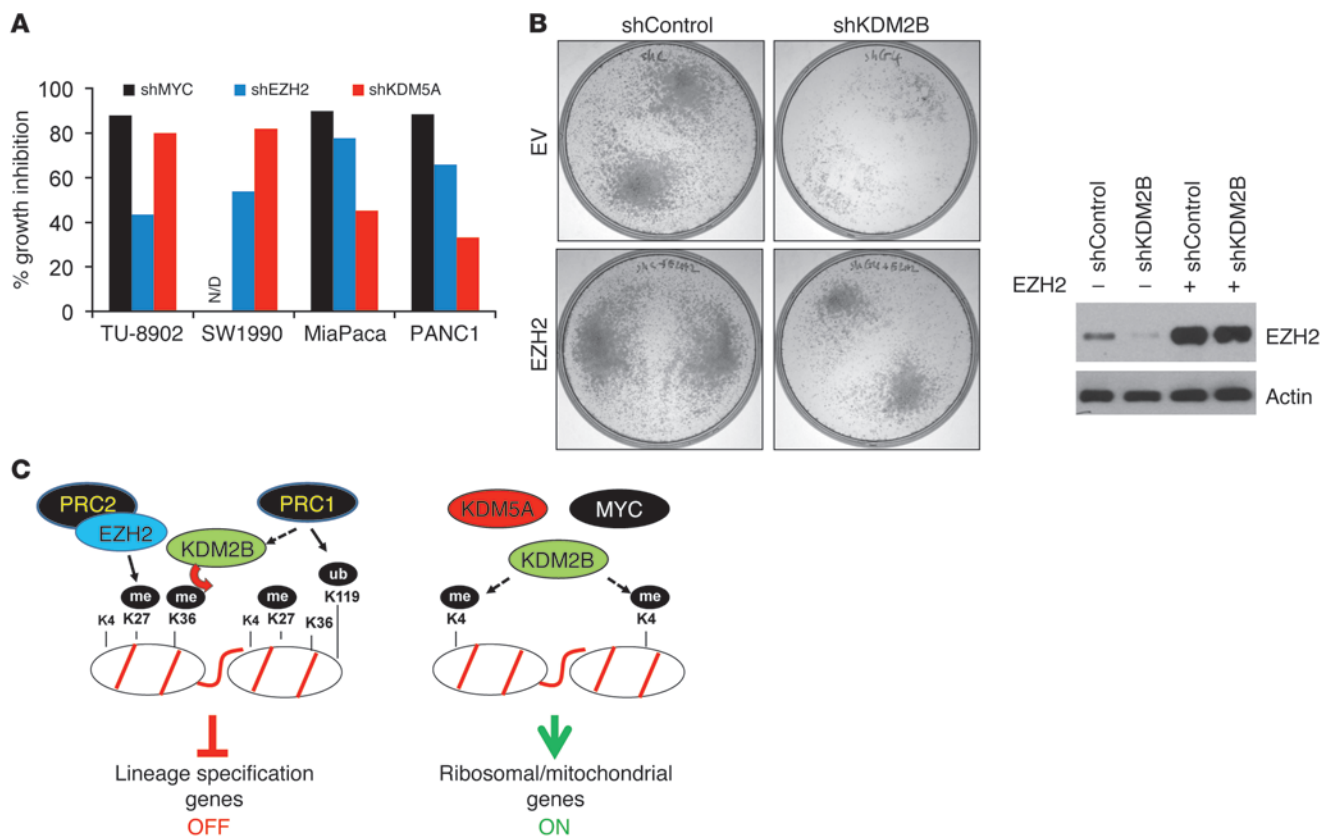 A
shMYC shEZH2 shKDM5A
% growth inhibition
100
80
60
40
20
0
N/D
TU-8902 SW1990 MiaPaca PANC1
B
shControl shKDM2B
EV
EZH2
shC
shControl shKDM2B shControl shKDM2B
EZH2 – – + +
EZH2
Actin
C
PRC2 PRC1
EZH2
KDM2B
ub
me me me K119
K4 K27 K36 K4 K27 K36
Lineage specification
genes
OFF
KDM5A MYC
KDM2B
me me
K4 K4
Ribosomal/mitochondrial
genes
ON